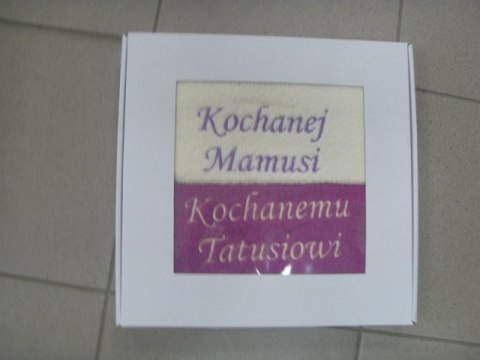 Kochanej
Mamusi
Kochanemu
Tatusiowi